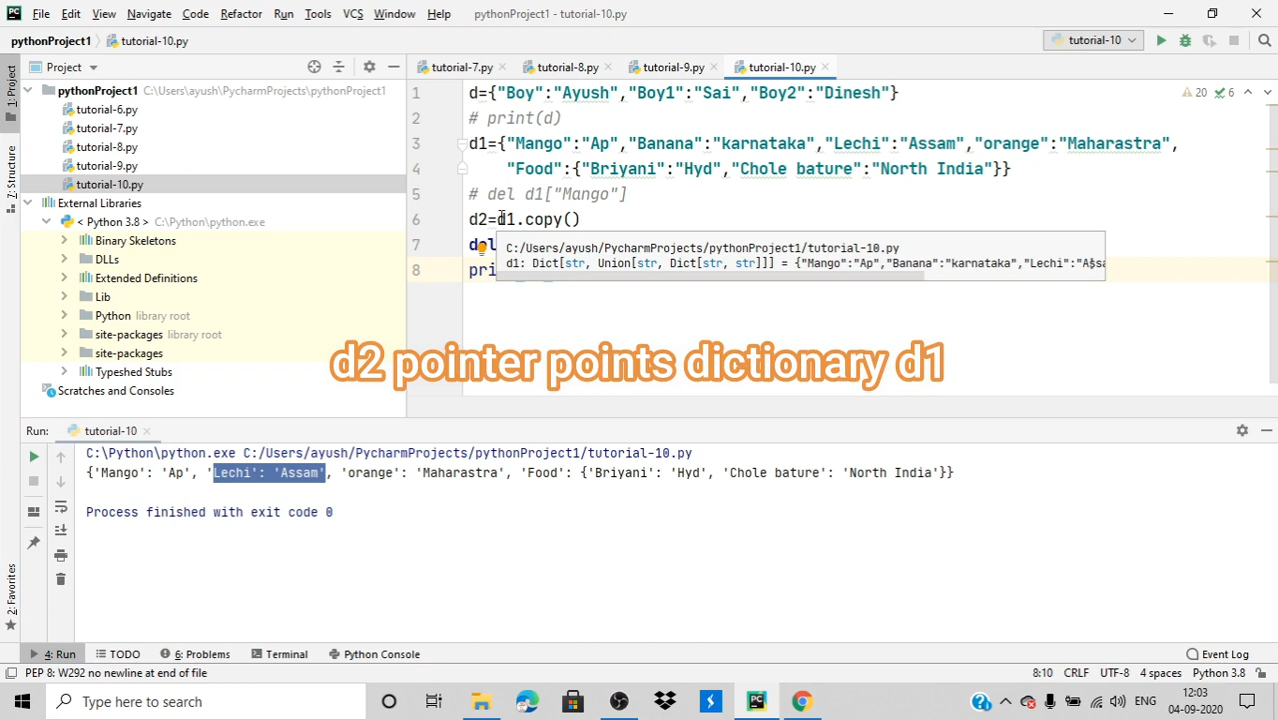 File Edit View Navigate Code Refactor Run Tools VCS Window Help pythonProject1 - tutorial-10.py
pythonProject1 tutorial-10.py tutorial-10
Project tutorial-7.py tutorial-8.py tutorial-9.py tutorial-10.py
1: Project
7: Structure
2: Favorites
pythonProject1 C:\Users\ayush\PycharmProjects\pythonProject1
tutorial-6.py
tutorial-7.py
tutorial-8.py
tutorial-9.py
tutorial-10.py
External Libraries
< Python 3.8 > C:\Python\python.exe
Binary Skeletons
DLLs
Extended Definitions
Lib
Python library root
site-packages library root
site-packages
Typeshed Stubs
Scratches and Consoles
20 6
1 d={"Boy":"Ayush","Boy1":"Sai","Boy2":"Dinesh"}
2 # print(d)
3 d1={"Mango":"Ap","Banana":"karnataka","Lechi":"Assam","orange":"Maharastra",
4 "Food":{"Briyani":"Hyd","Chole bature":"North India"}}
5 # del d1["Mango"]
6 d2=d1.copy()
7 del
8 pri
C:/Users/ayush/PycharmProjects/pythonProject1/tutorial-10.py
d1: Dict[str, Union[str, Dict[str, str]]] = {"Mango":"Ap","Banana":"karnataka","Lechi":"Assa
d2 pointer points dictionary d1
Run: tutorial-10
C:\Python\python.exe C:/Users/ayush/PycharmProjects/pythonProject1/tutorial-10.py
{'Mango': 'Ap', 'Lechi': 'Assam', 'orange': 'Maharastra', 'Food': {'Briyani': 'Hyd', 'Chole bature': 'North India'}}
Process finished with exit code 0
4: Run TODO 6: Problems Terminal Python Console Event Log
PEP 8: W292 no newline at end of file 8:10 CRLF UTF-8 4 spaces Python 3.8
Type here to search ENG 12:03
04-09-2020